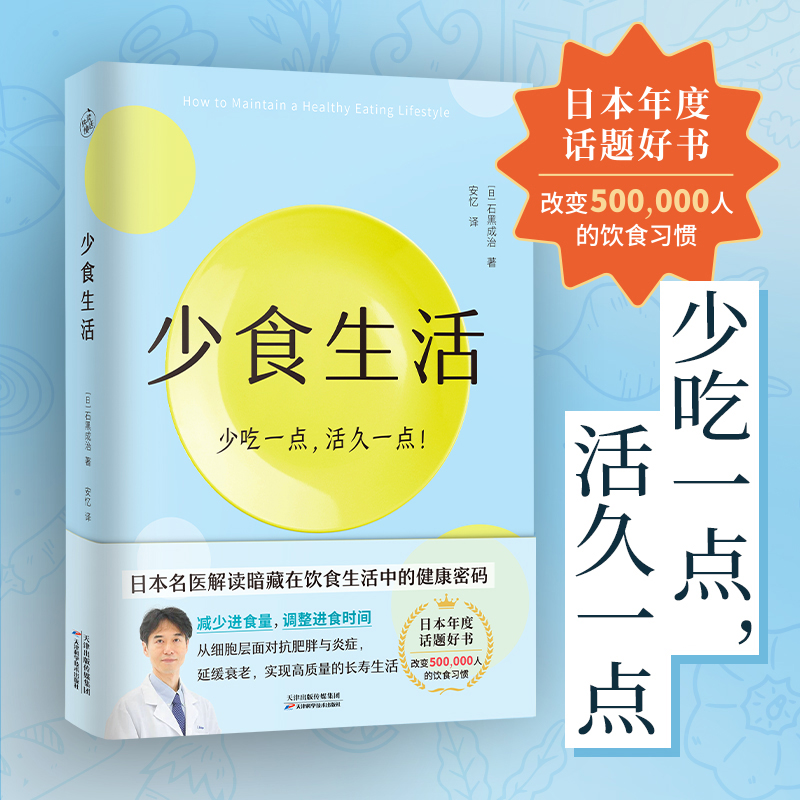 How to Maintain a Healthy Eating Lifestyle
[日]石黑成治 著
安忆 译
少食生活
少吃一点，活久一点！
日本名医解读暗藏在饮食生活中的健康密码
减少进食量，调整进食时间
从细胞层面对抗肥胖与炎症，
延缓衰老，实现高质量的长寿生活
日本年度
话题好书
改变500,000人
的饮食习惯
天津出版传媒集团
天津科学技术出版社
少食生活
[日]石黑成治 著
安忆 译
天津出版传媒集团
天津科学技术出版社
日本年度
话题好书
改变500,000人
的饮食习惯
少吃一点，
活久一点